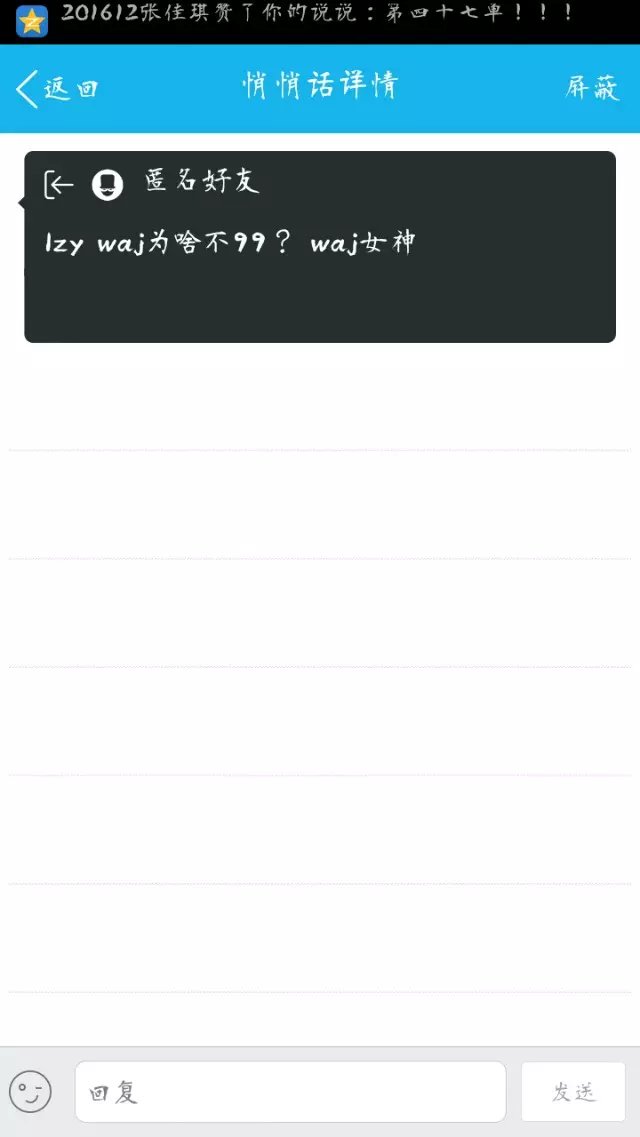 201612张佳琪赞了你的说说：第四十七单！！！
返回
悄悄话详情
屏蔽
匿名好友
lzy waj为啥不99？ waj女神
回复
发送